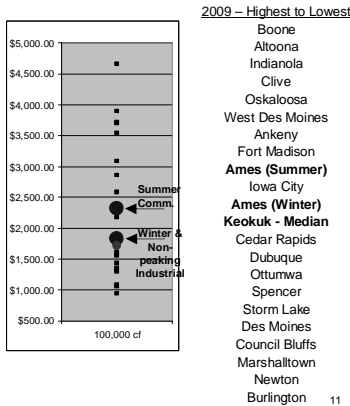 2009 – Highest to Lowest
Boone
Altoona
Indianola
Clive
Oskaloosa
West Des Moines
Ankeny
Fort Madison
Ames (Summer)
Iowa City
Ames (Winter)
Keokuk - Median
Cedar Rapids
Dubuque
Ottumwa
Spencer
Storm Lake
Des Moines
Council Bluffs
Marshalltown
Newton
Burlington
$5,000.00
$4,500.00
$4,000.00
$3,500.00
$3,000.00
$2,500.00
$2,000.00
$1,500.00
$1,000.00
$500.00
Summer
Comm.
Winter &
Non-
peaking
Industrial
100,000 cf
11